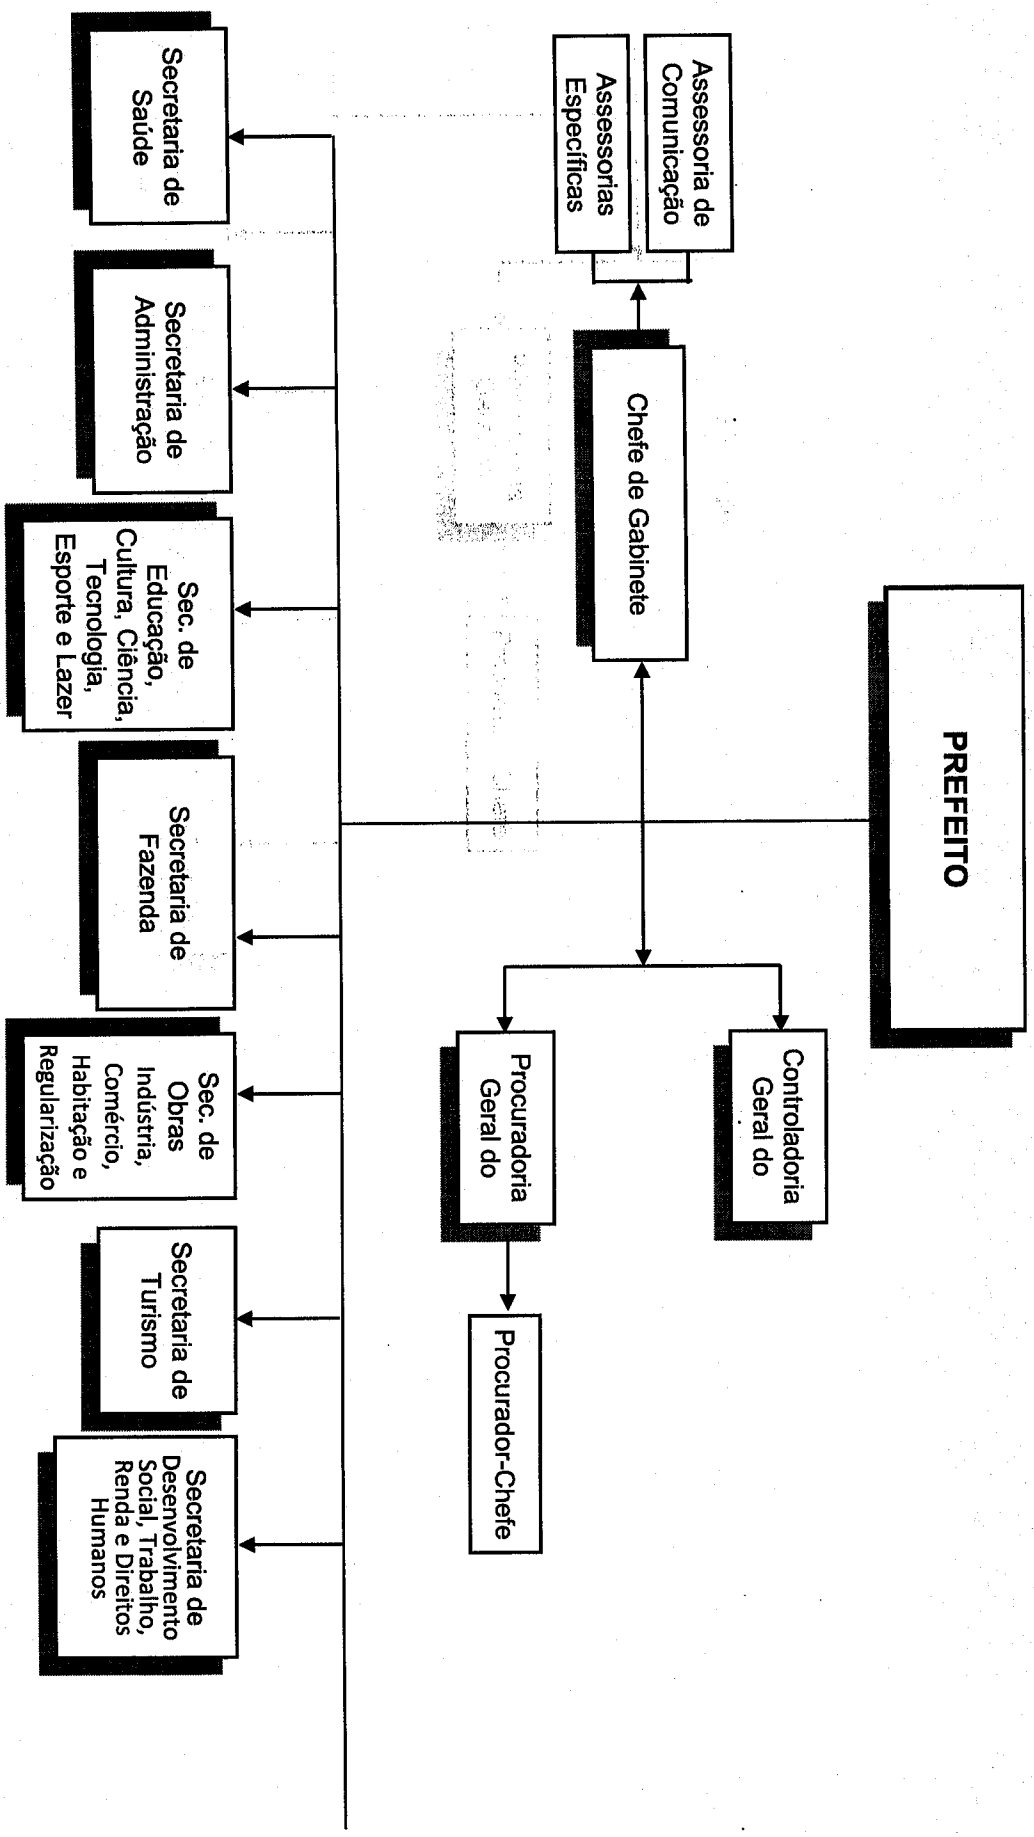 PREFEITO
Assessoria de
Comunicação
Assessorias
Específicas
Chefe de Gabinete
Controladoria
Geral do
Procuradoria
Geral do
Procurador-Chefe
Secretaria de
Saúde
Secretaria de
Administração
Sec. de
Educação,
Cultura, Ciência,
Tecnologia,
Esporte e Lazer
Secretaria de
Fazenda
Sec. de
Obras
Indústria,
Comércio,
Habitação e
Regularização
Secretaria de
Turismo
Secretaria de
Desenvolvimento
Social, Trabalho,
Renda e Direitos
Humanos